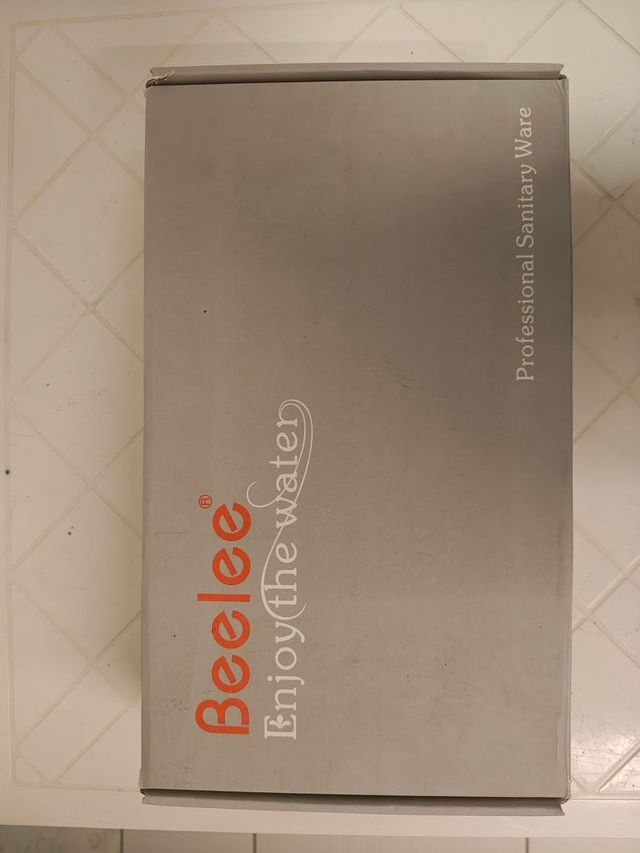 Beelee®
Enjoy the water
Professional Sanitary Ware